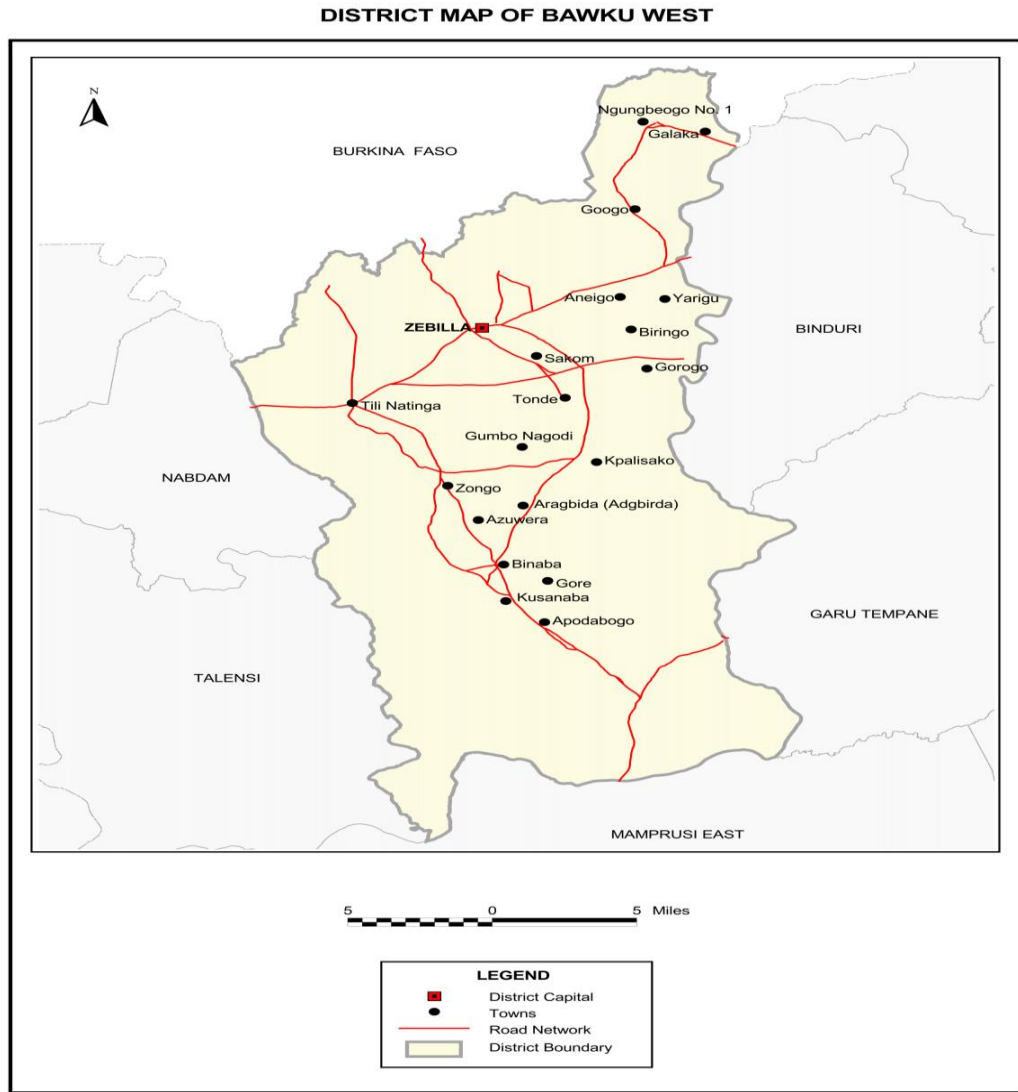 DISTRICT MAP OF BAWKU WEST
N
Ngungbeogo No. 1
Galaka
BURKINA FASO
Googo
Aneigo
Yarigu
ZEBILLA
Biringo
BINDURI
Sakom
Gorogo
Tonde
Tili Natinga
Gumbo Nagodi
Kpalisako
NABDAM
Zongo
Aragbida (Adgbirda)
Azuwera
Binaba
Gore
Kusanaba
GARU TEMPANE
Apodabogo
TALENSI
MAMPRUSI EAST
5 0 5 Miles
LEGEND
District Capital
Towns
Road Network
District Boundary